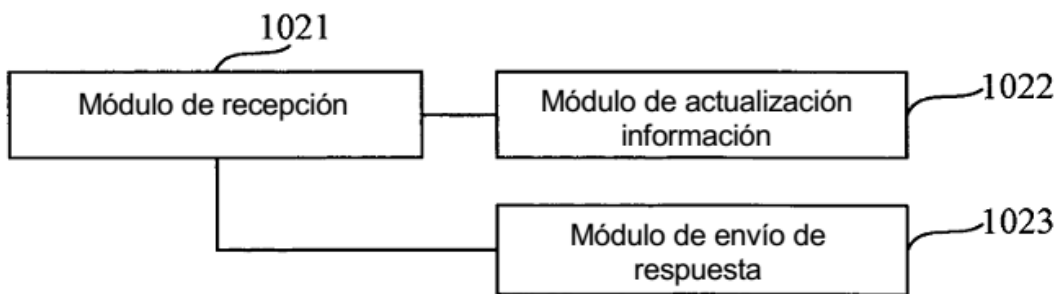 1021
Módulo de recepción
Módulo de actualización
información
1022
Módulo de envío de
respuesta
1023